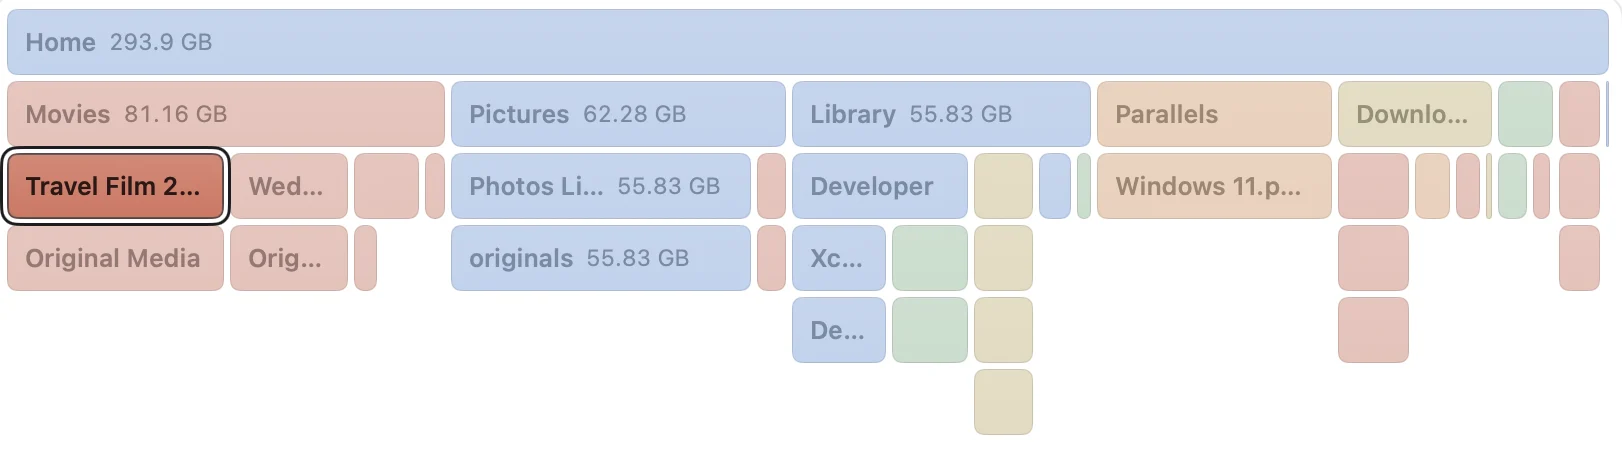 Home 293.9 GB
Movies 81.16 GB Pictures 62.28 GB Library 55.83 GB Parallels Downlo...
Travel Film 2... Wed... Photos Li... 55.83 GB Developer Windows 11.p...
Original Media Orig... originals 55.83 GB Xc...
De...